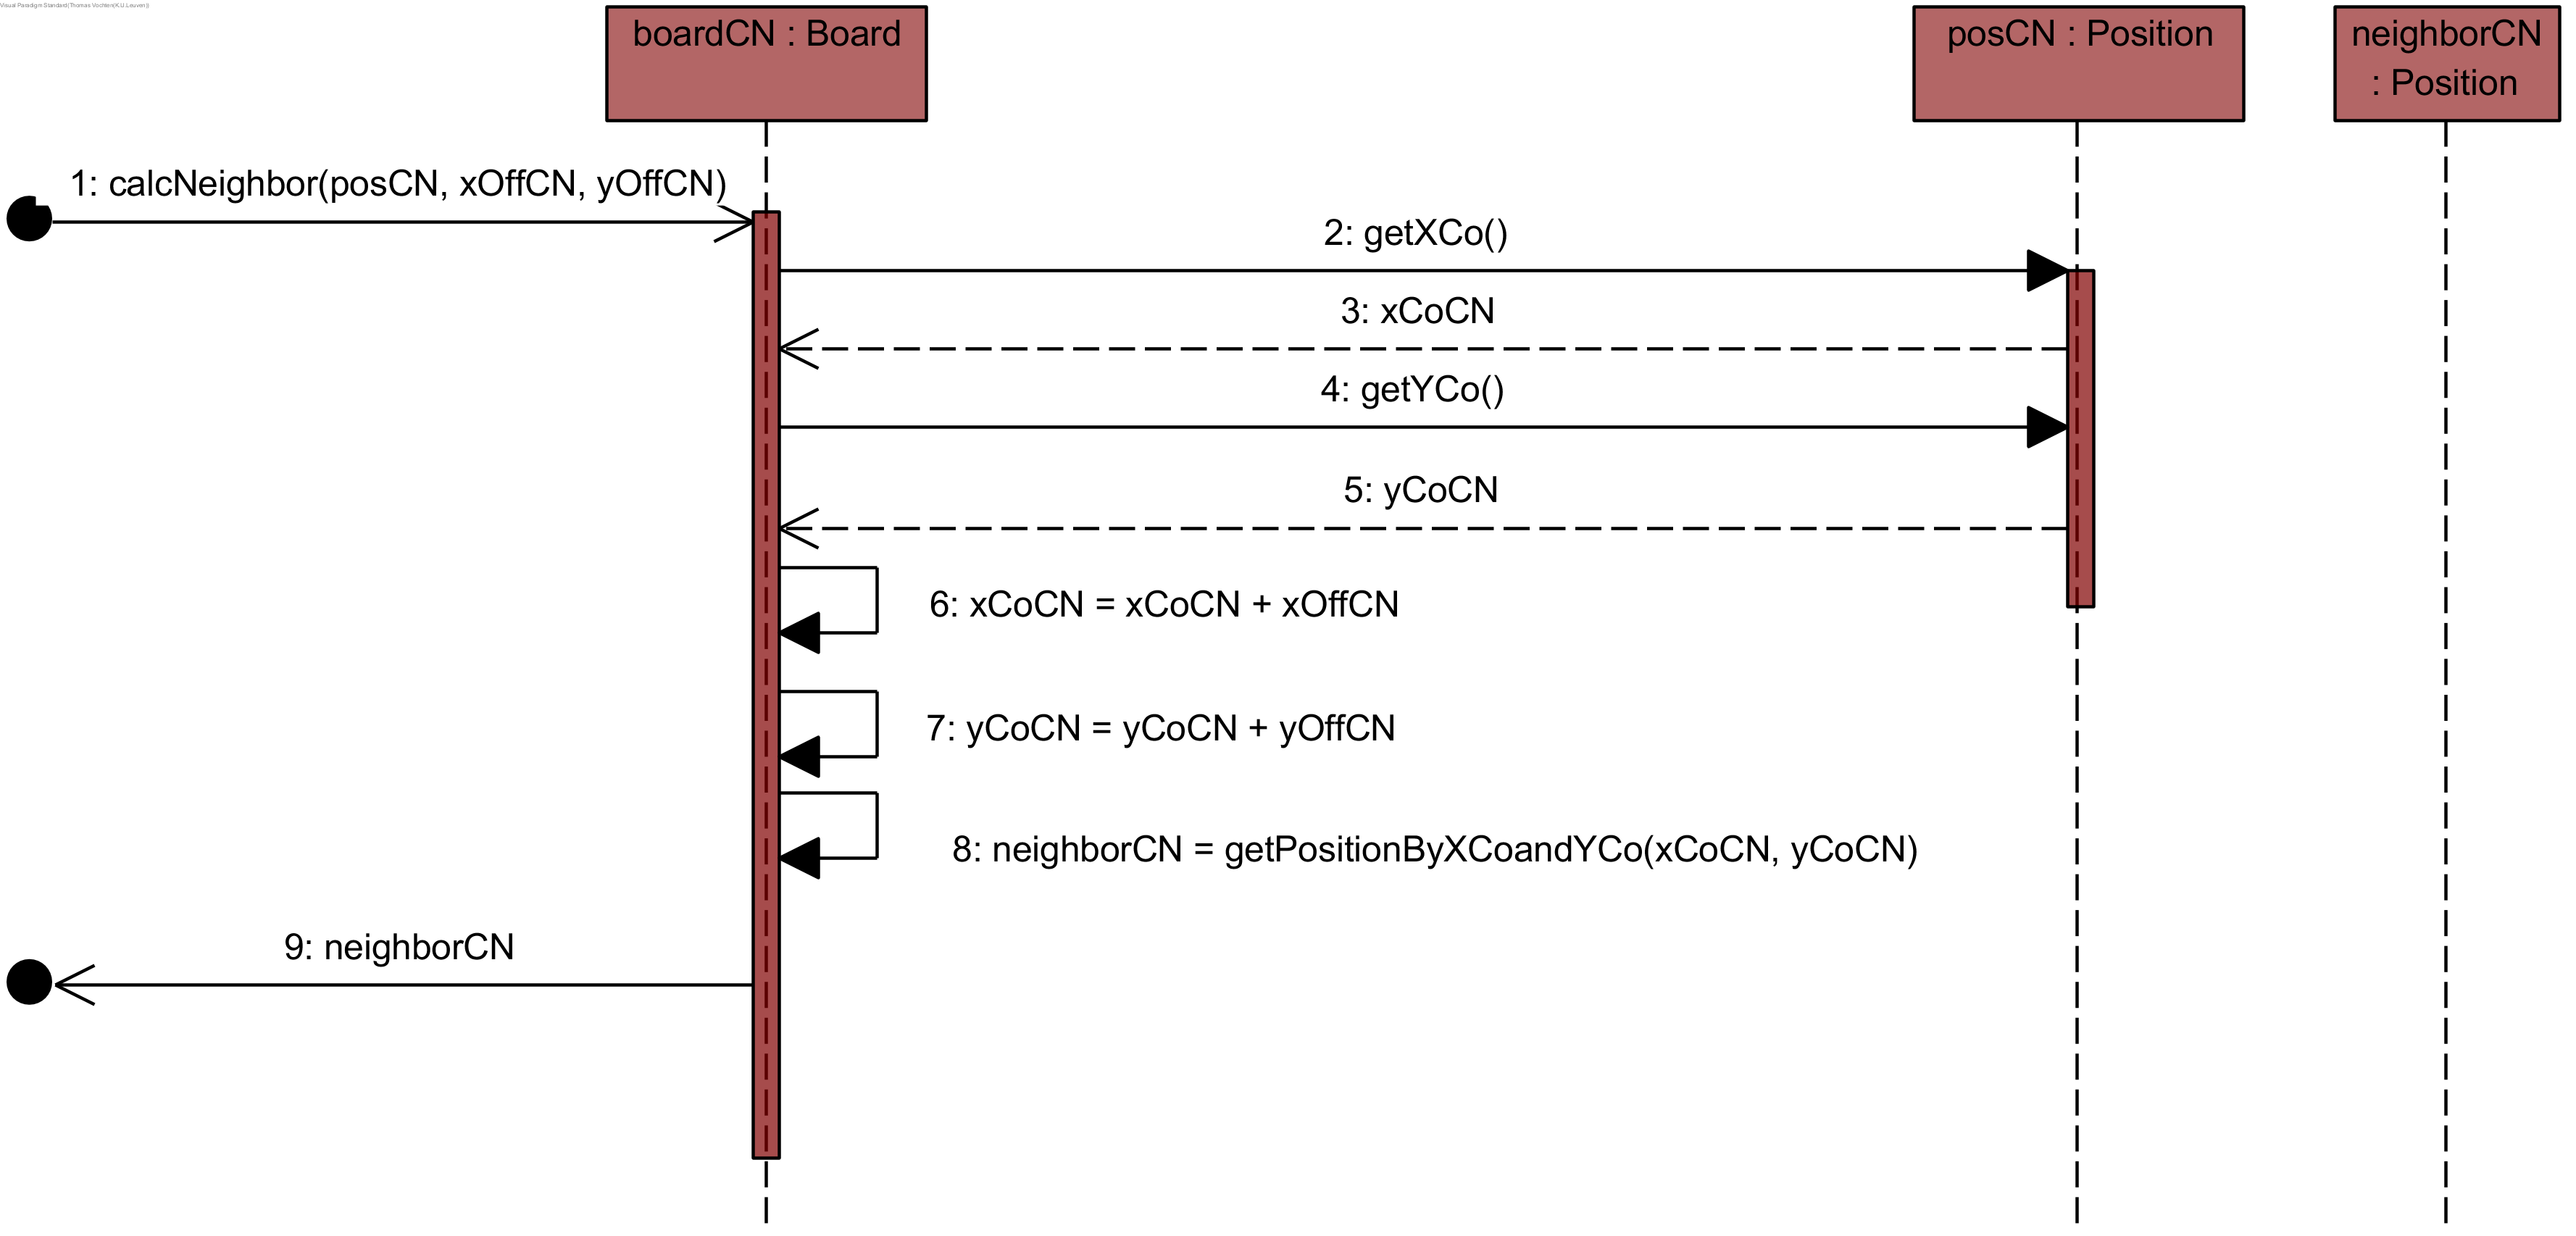 Visual Paradigm Standard(Thomas Vochten(K.U.Leuven))
boardCN : Board
posCN : Position
neighborCN
: Position
1: calcNeighbor(posCN, xOffCN, yOffCN)
2: getXCo()
3: xCoCN
4: getYCo()
5: yCoCN
6: xCoCN = xCoCN + xOffCN
7: yCoCN = yCoCN + yOffCN
8: neighborCN = getPositionByXCoandYCo(xCoCN, yCoCN)
9: neighborCN